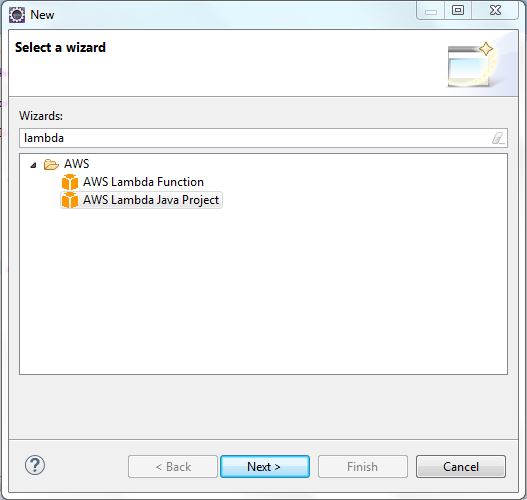 New
Select a wizard
Wizards:
lambda
AWS
AWS Lambda Function
AWS Lambda Java Project
?
< Back
Next >
Finish
Cancel